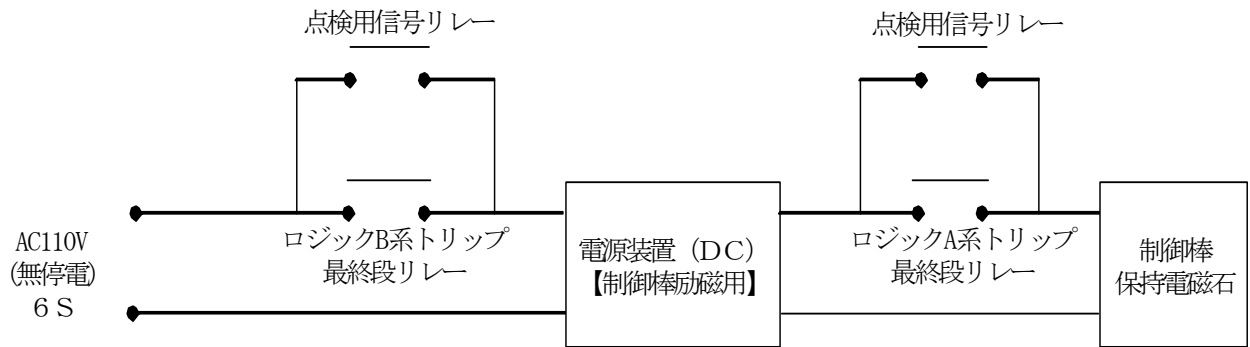 点検用信号リレー
点検用信号リレー
AC110V
(無停電)
６Ｓ
ロジックB系トリップ
最終段リレー
電源装置（ＤＣ）
【制御棒励磁用】
ロジックA系トリップ
最終段リレー
制御棒
保持電磁石